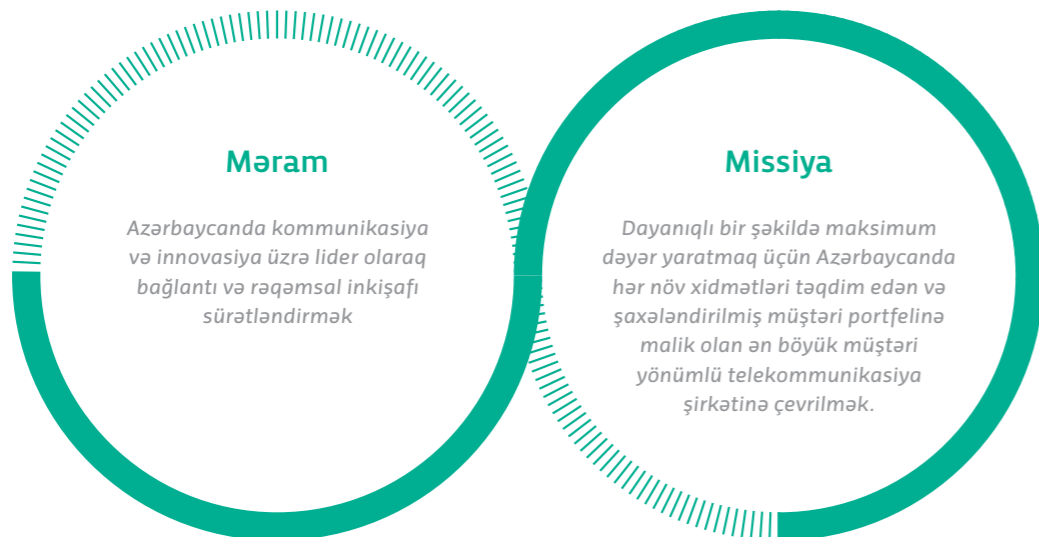 Məram
Azərbaycanda kommunikasiya
və innovasiya üzrə lider olaraq
bağlantı və rəqəmsal inkişafı
sürətləndirmək
Missiya
Dayanıqlı bir şəkildə maksimum
dəyər yaratmaq üçün Azərbaycanda
hər növ xidmətləri təqdim edən və
şaxələndirilmiş müştəri portfelinə
malik olan ən böyük müştəri
yönümlü telekommunikasiya
şirkətinə çevrilmək.